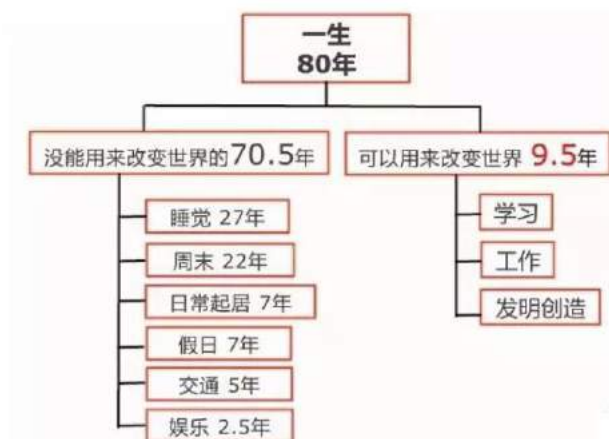 一生
80年
没能用来改变世界的70.5年
可以用来改变世界 9.5年
睡觉 27年
周末 22年
日常起居 7年
假日 7年
交通 5年
娱乐 2.5年
学习
工作
发明创造